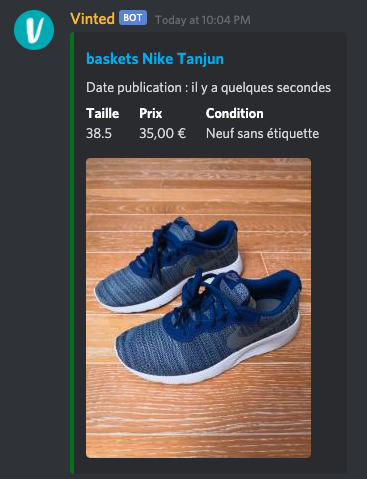 Vinted BOT Today at 10:04 PM
baskets Nike Tanjun
Date publication : il y a quelques secondes
Taille Prix Condition
38.5 35,00 € Neuf sans étiquette